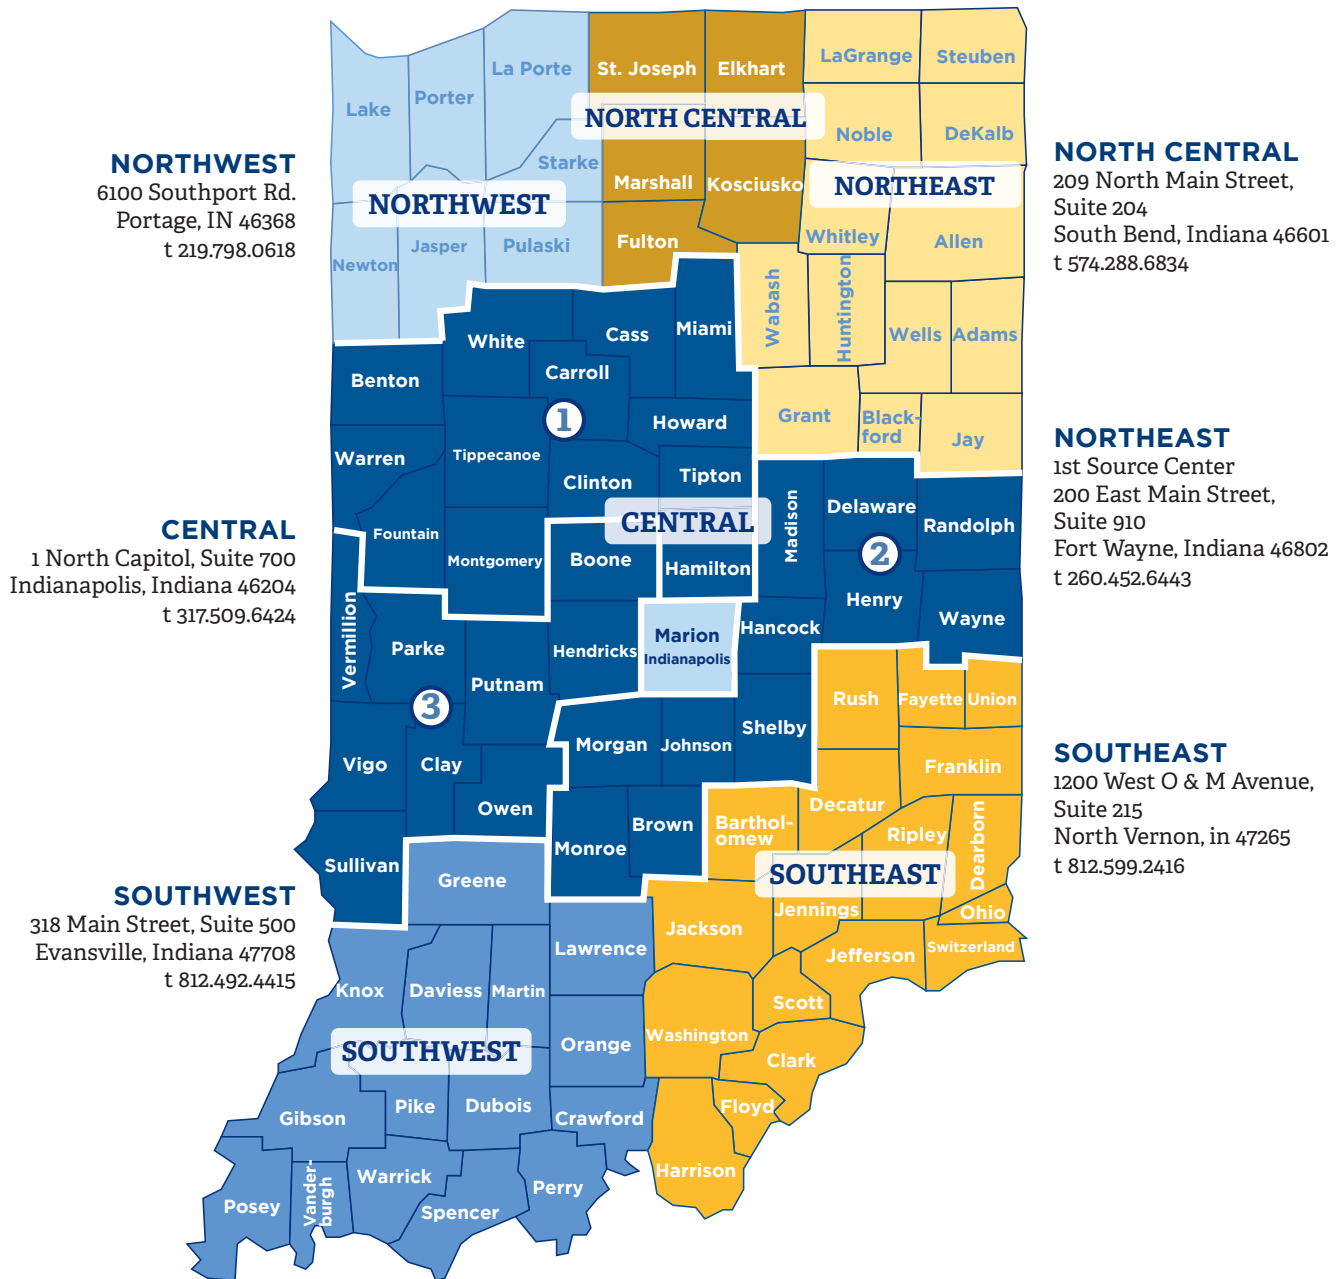 NORTHWEST
6100 Southport Rd.
Portage, IN 46368
t 219.798.0618
CENTRAL
1 North Capitol, Suite 700
Indianapolis, Indiana 46204
t 317.509.6424
SOUTHWEST
318 Main Street, Suite 500
Evansville, Indiana 47708
t 812.492.4415
La Porte
St. Joseph
Elkhart
LaGrange
Steuben
Lake
Porter
NORTH CENTRAL
Noble
DeKalb
Starke
Marshall
Kosciusko
NORTHEAST
NORTHWEST
Newton
Jasper
Pulaski
Fulton
Whitley
Allen
Wabash
Huntington
Wells
Adams
White
Cass
Miami
Benton
Carroll
1
Howard
Grant
Black-
ford
Jay
Warren
Tippecanoe
Clinton
Tipton
CENTRAL
Madison
Delaware
Randolph
Fountain
Montgomery
Boone
Hamilton
2
Henry
Wayne
Vermillion
Parke
Putnam
Hendricks
Marion
Indianapolis
Hancock
3
Rush
Fayette
Union
Vigo
Clay
Owen
Morgan
Johnson
Shelby
Franklin
Sullivan
Monroe
Brown
Barthol-
omew
Decatur
Ripley
Dearborn
SOUTHEAST
Greene
Jackson
Jennings
Ohio
Switzerland
Jefferson
Lawrence
Knox
Daviess
Martin
Scott
SOUTHWEST
Orange
Washington
Clark
Gibson
Pike
Dubois
Crawford
Floyd
Harrison
Posey
Vander-
burgh
Warrick
Spencer
Perry
NORTH CENTRAL
209 North Main Street,
Suite 204
South Bend, Indiana 46601
t 574.288.6834
NORTHEAST
1st Source Center
200 East Main Street,
Suite 910
Fort Wayne, Indiana 46802
t 260.452.6443
SOUTHEAST
1200 West O & M Avenue,
Suite 215
North Vernon, in 47265
t 812.599.2416